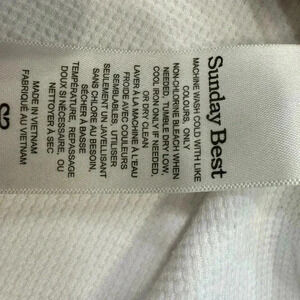 Sunday Best
MACHINE WASH COLD WITH LIKE
COLOURS, ONLY
NON-CHLORINE BLEACH WHEN
NEEDED, TUMBLE DRY LOW,
COOL IRON ONLY IF NEEDED,
OR DRY CLEAN
LAVER À LA MACHINE À L'EAU
FROIDE AVEC COULEURS
SEMBLABLES, UTILISER
SEULEMENT UN JAVELLISANT
SANS CHLORE AU BESOIN,
SÉCHER À BASSE
TEMPÉRATURE, REPASSAGE
DOUX SI NÉCESSAIRE, OU
NETTOYER À SEC
MADE IN VIETNAM
FABRIQUÉ AU VIETNAM